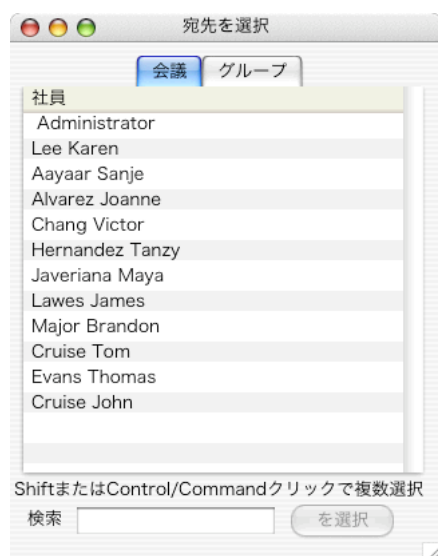 宛先を選択
会議 グループ
社員
Administrator
Lee Karen
Aayaar Sanje
Alvarez Joanne
Chang Victor
Hernandez Tanzy
Javeriana Maya
Lawes James
Major Brandon
Cruise Tom
Evans Thomas
Cruise John
ShiftまたはControl/Commandクリックで複数選択
検索 を選択